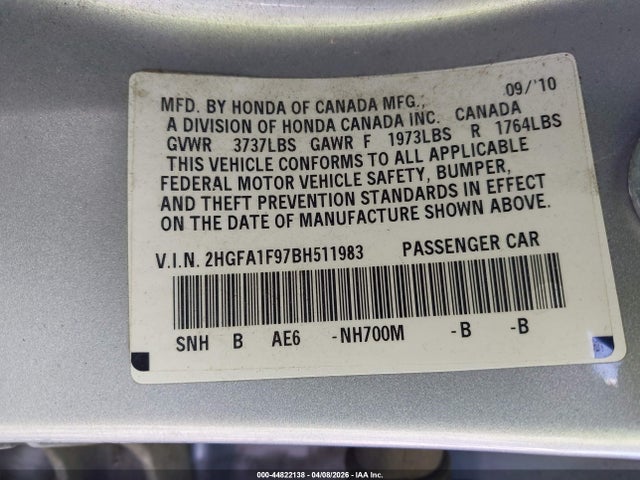 09/'10
MFD. BY HONDA OF CANADA MFG.,
A DIVISION OF HONDA CANADA INC. CANADA
GVWR 3737LBS GAWR F 1973LBS R 1764LBS
THIS VEHICLE CONFORMS TO ALL APPLICABLE
FEDERAL MOTOR VEHICLE SAFETY, BUMPER,
AND THEFT PREVENTION STANDARDS IN EFFECT
ON THE DATE OF MANUFACTURE SHOWN ABOVE.
V.I.N. 2HGFA1F97BH511983 PASSENGER CAR
SNH B AE6 -NH700M -B -B
000-44822138 - 04/08/2026 - IAA Inc.